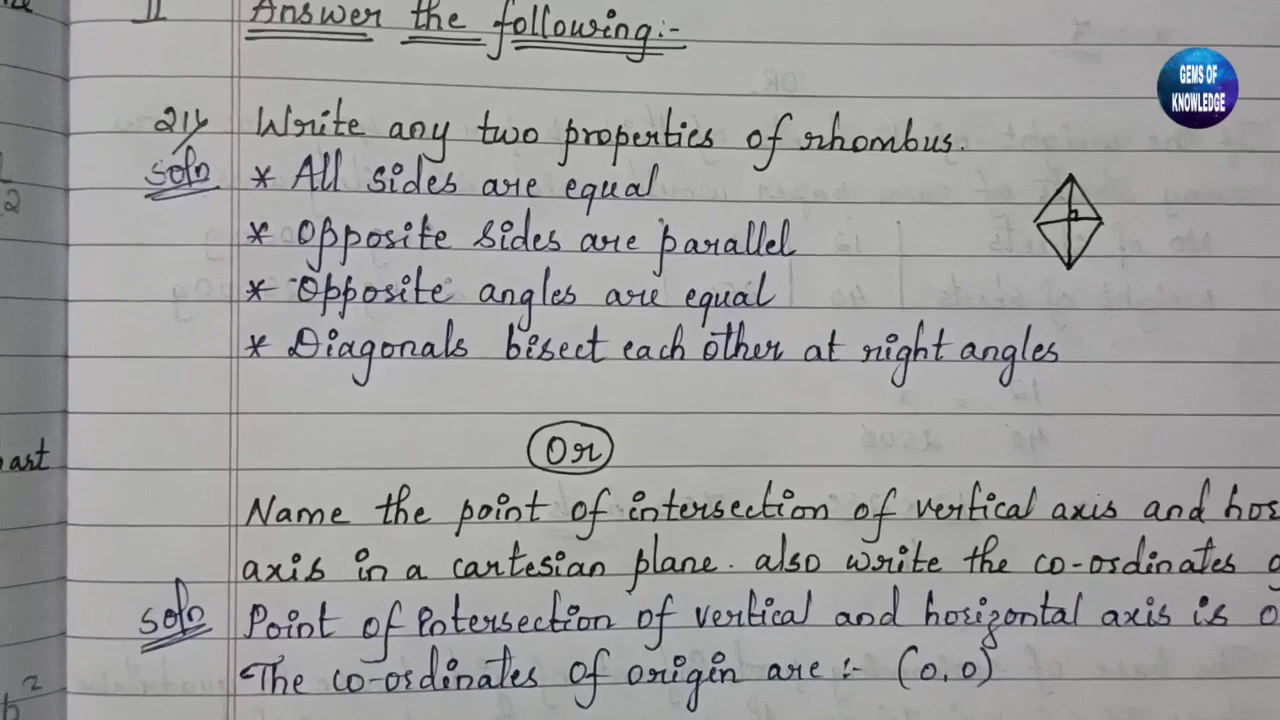 II Answer the following:-
GEMS OF
KNOWLEDGE
21) Write any two properties of rhombus.
soln * All sides are equal
* Opposite sides are parallel
* Opposite angles are equal
* Diagonals bisect each other at right angles
art
Or
Name the point of intersection of vertical axis and hor
axis in a cartesian plane. also write the co-ordinates o
soln Point of intersection of vertical and horizontal axis is o
The co-ordinates of origin are :- (0,0)